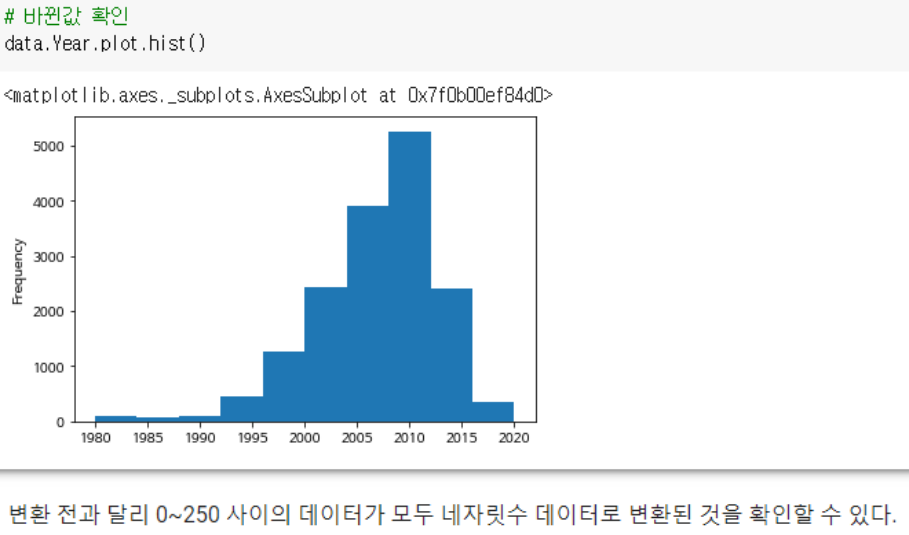 # 바뀐값 확인
data.Year.plot.hist()
<matplotlib.axes._subplots.AxesSubplot at 0x7f0b00ef84d0>
5000
4000
3000
2000
1000
0
Frequency
1980 1985 1990 1995 2000 2005 2010 2015 2020
변환 전과 달리 0~250 사이의 데이터가 모두 네자릿수 데이터로 변환된 것을 확인할 수 있다.